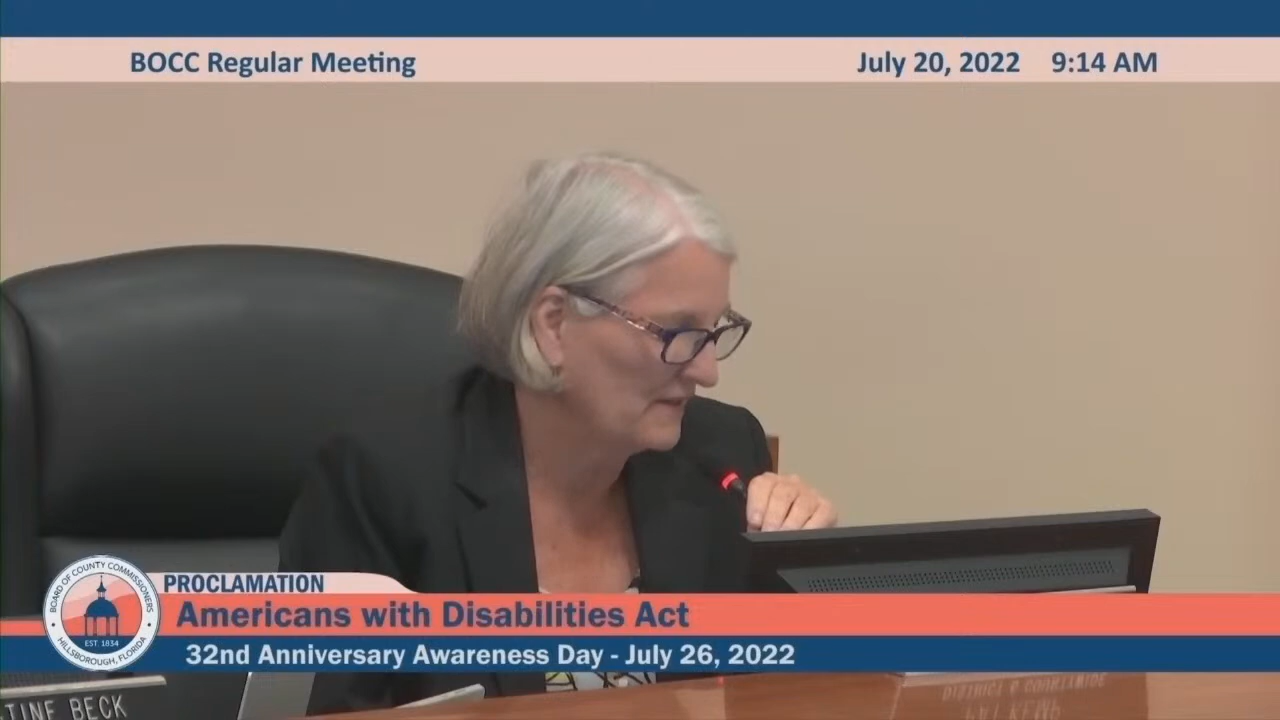 BOCC Regular Meeting
July 20, 2022 9:14 AM
PROCLAMATION
Americans with Disabilities Act
32nd Anniversary Awareness Day - July 26, 2022
BOARD OF COUNTY COMMISSIONERS
EST. 1834
HILLSBOROUGH, FLORIDA
TINE BECK